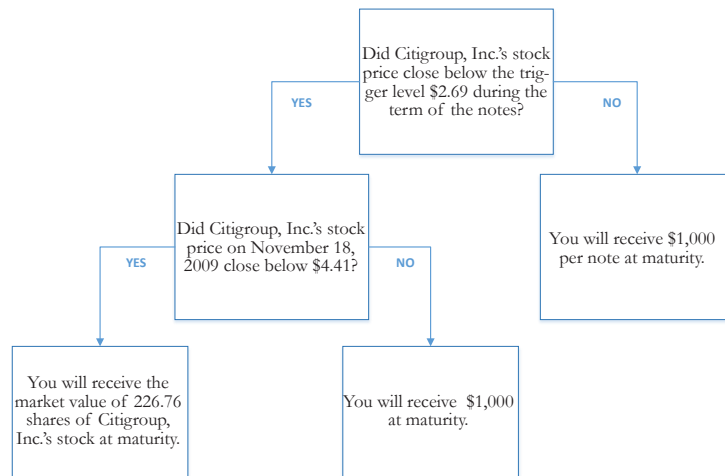 Did Citigroup, Inc.'s stock
price close below the trig-
ger level $2.69 during the
term of the notes?
YES
NO
Did Citigroup, Inc.'s stock
price on November 18,
2009 close below $4.41?
You will receive $1,000
per note at maturity.
YES
NO
You will receive the
market value of 226.76
shares of Citigroup,
Inc.'s stock at maturity.
You will receive $1,000
at maturity.